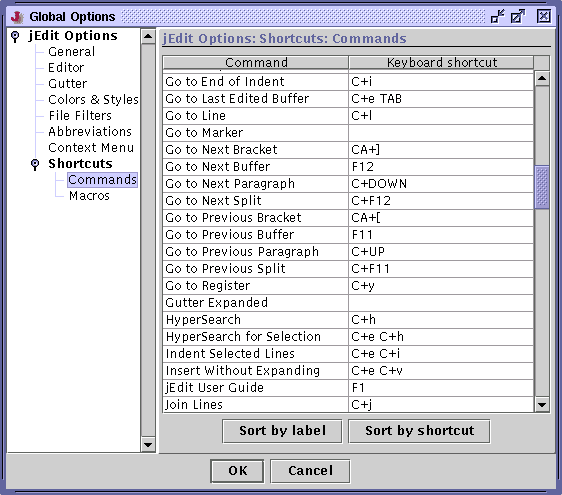 Global Options
jEdit Options
General
Editor
Gutter
Colors & Styles
File Filters
Abbreviations
Context Menu
Shortcuts
Commands
Macros
jEdit Options: Shortcuts: Commands
Command Keyboard shortcut
Go to End of Indent C+i
Go to Last Edited Buffer C+e TAB
Go to Line C+l
Go to Marker
Go to Next Bracket CA+]
Go to Next Buffer F12
Go to Next Paragraph C+DOWN
Go to Next Split C+F12
Go to Previous Bracket CA+[
Go to Previous Buffer F11
Go to Previous Paragraph C+UP
Go to Previous Split C+F11
Go to Register C+y
Gutter Expanded
HyperSearch C+h
HyperSearch for Selection C+e C+h
Indent Selected Lines C+e C+i
Insert Without Expanding C+e C+v
jEdit User Guide F1
Join Lines C+j
Sort by label Sort by shortcut
OK Cancel